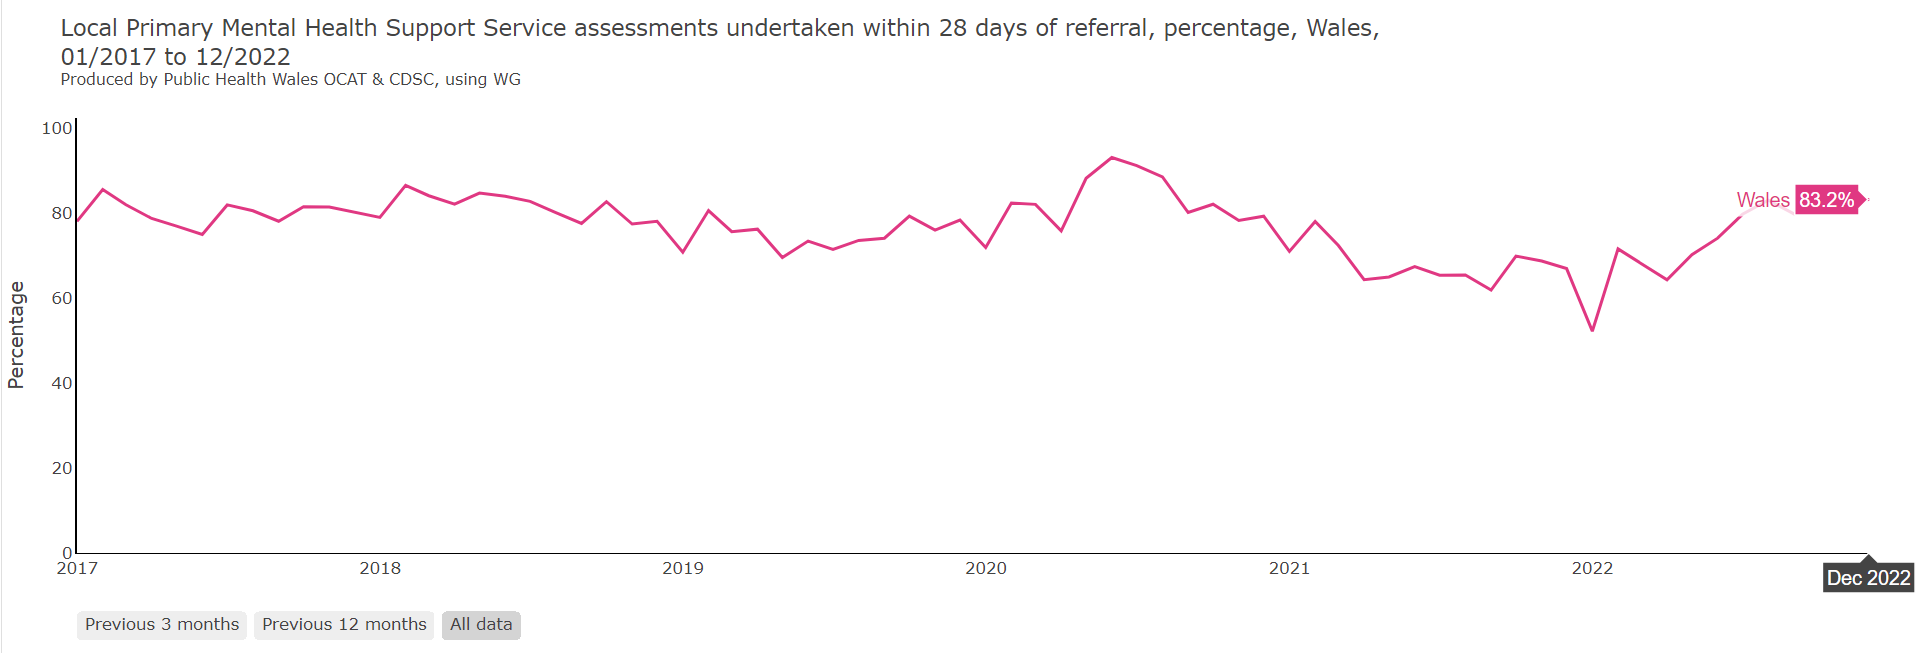 Local Primary Mental Health Support Service assessments undertaken within 28 days of referral, percentage, Wales,
01/2017 to 12/2022
Produced by Public Health Wales OCAT & CDSC, using WG
Percentage
100
80
60
40
20
0
Wales 83.2%
2017 2018 2019 2020 2021 2022
Dec 2022
Previous 3 months Previous 12 months All data